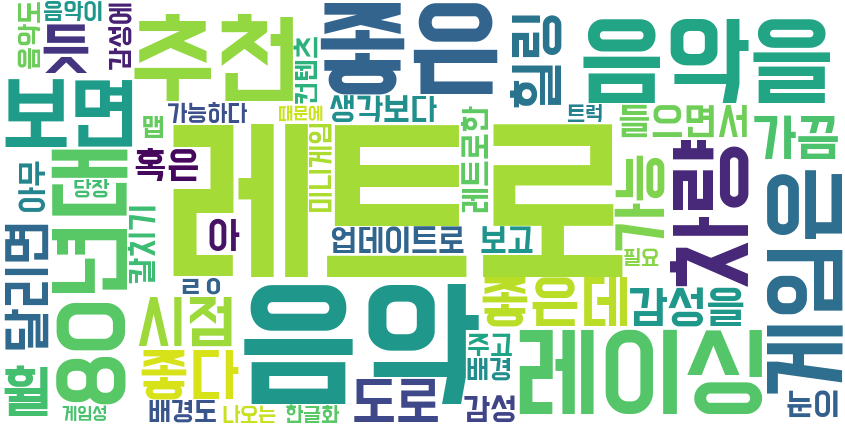 음악도
음악이
듯
감성에
추천
컨텐츠
좋은
힐링
음악을
보면
맵
가능하다
때문에
생각보다
트럭
들으면서
가끔
년대
당장
아무
혹은
레트로
미니게임
레트로한
가능
차량
게임은
달리면
칼치기
아
업데이트로
보고
필요
80
ㄹㅇ
시점
음악
좋은데
감성을
휠
좋다
주고
배경
레이싱
눈이
게임성
배경도
나오는
한글화
도로
감성